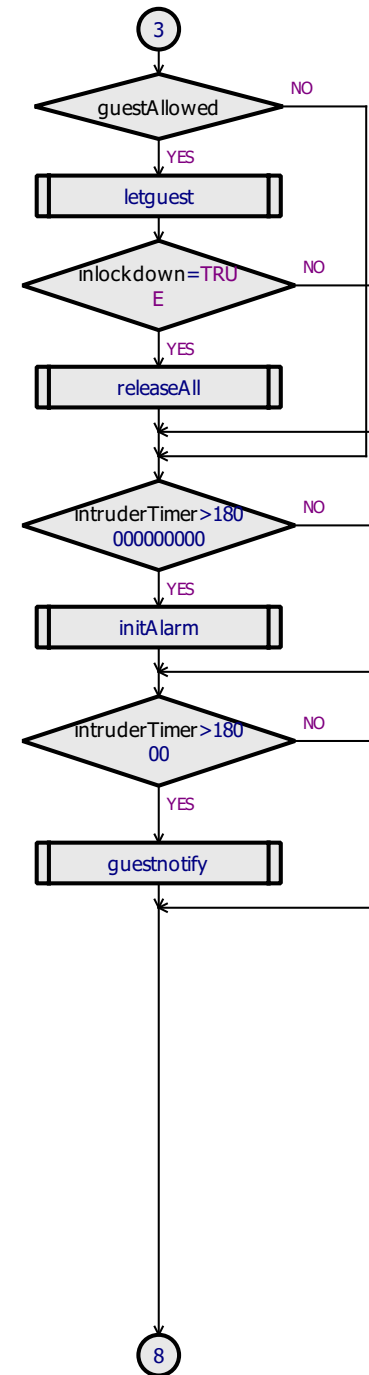 3
guestAllowed
NO
YES
letguest
inlockdown=TRU
E
NO
YES
releaseAll
intruderTimer>180
000000000
NO
YES
initAlarm
intruderTimer>180
00
NO
YES
guestnotify
8